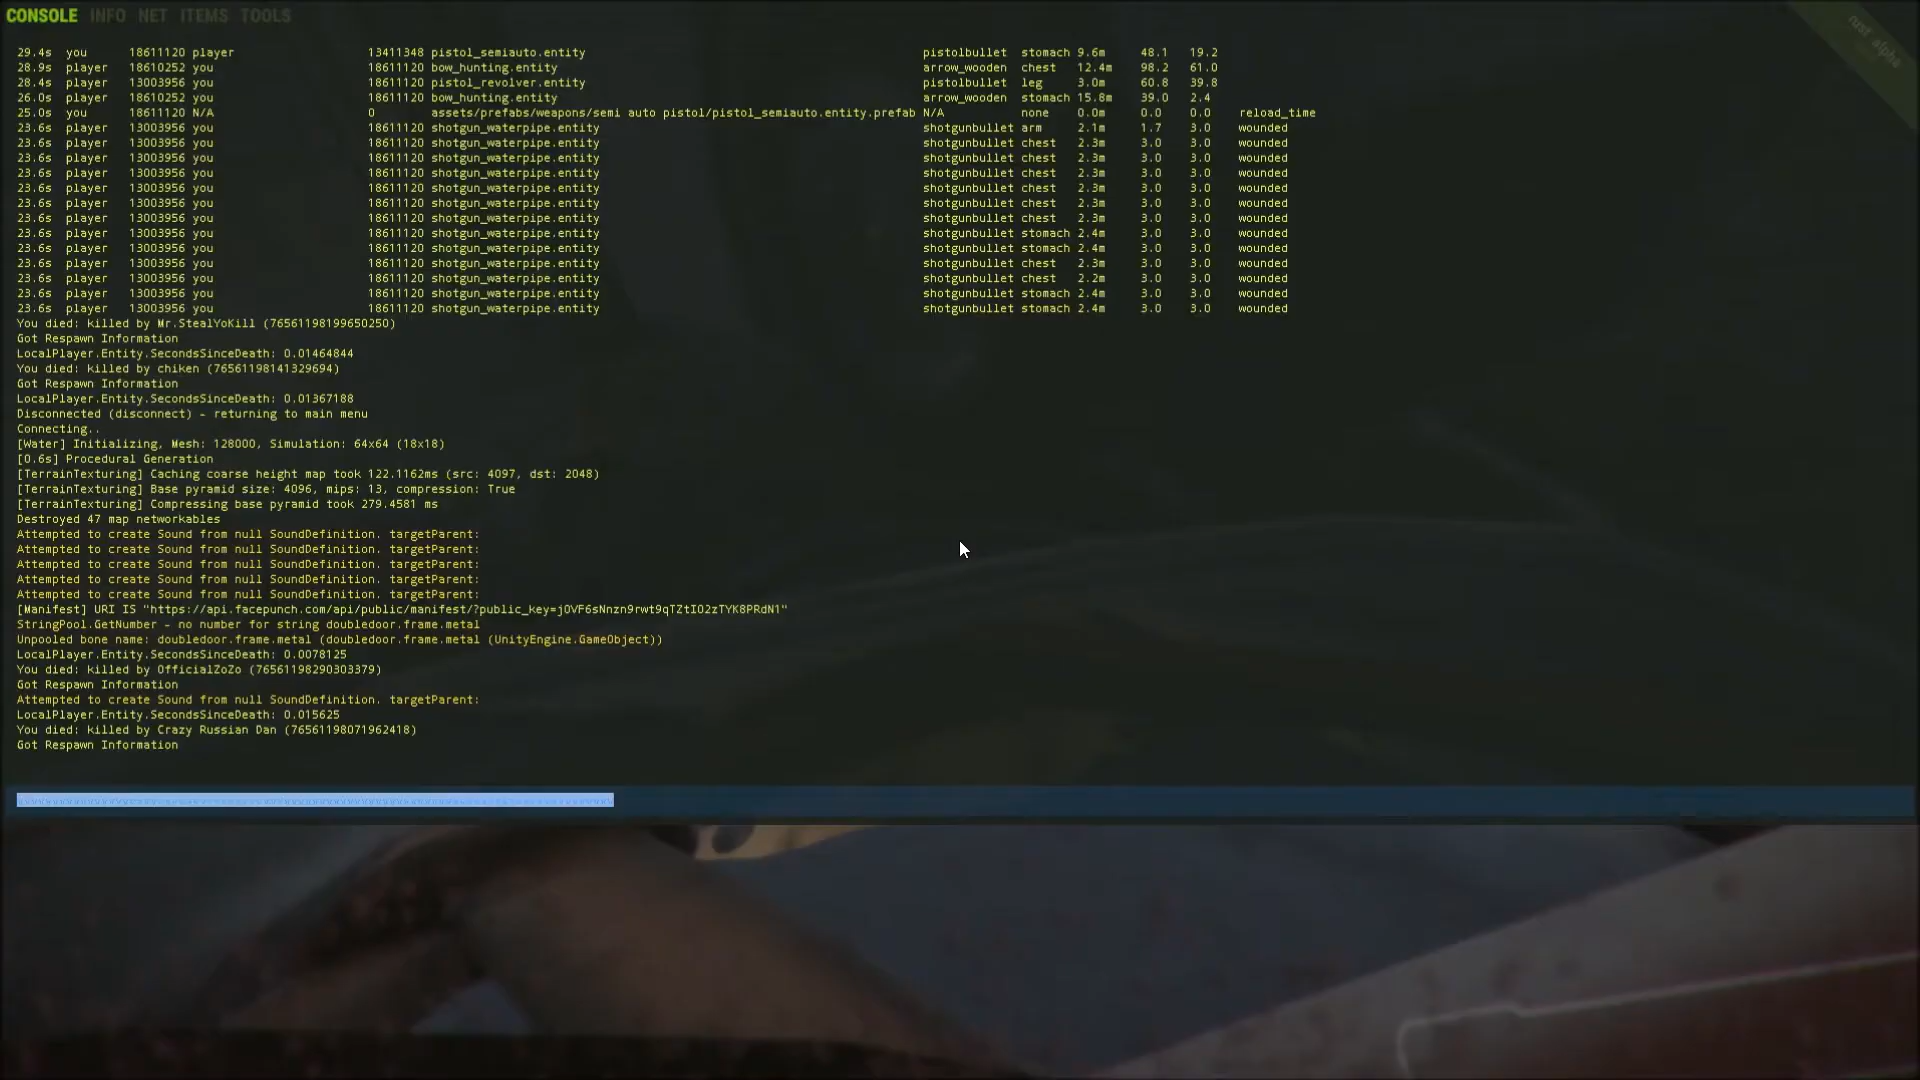 CONSOLE INFO NET ITEMS TOOLS
rust alpha
29.4s you 18611120 player 13411348 pistol_semiauto.entity pistolbullet stomach 9.6m 48.1 19.2
28.9s player 18610252 you 18611120 bow_hunting.entity arrow_wooden chest 12.4m 98.2 61.0
28.4s player 13003956 you 18611120 pistol_revolver.entity pistolbullet leg 3.0m 60.8 39.8
26.0s player 18610252 you 18611120 bow_hunting.entity arrow_wooden stomach 15.8m 39.0 2.4
25.0s you 18611120 N/A 0 assets/prefabs/weapons/semi auto pistol/pistol_semiauto.entity.prefab N/A none 0.0m 0.0 0.0 reload_time
23.6s player 13003956 you 18611120 shotgun_waterpipe.entity shotgunbullet arm 2.1m 1.7 3.0 wounded
23.6s player 13003956 you 18611120 shotgun_waterpipe.entity shotgunbullet chest 2.3m 3.0 3.0 wounded
23.6s player 13003956 you 18611120 shotgun_waterpipe.entity shotgunbullet chest 2.3m 3.0 3.0 wounded
23.6s player 13003956 you 18611120 shotgun_waterpipe.entity shotgunbullet chest 2.3m 3.0 3.0 wounded
23.6s player 13003956 you 18611120 shotgun_waterpipe.entity shotgunbullet chest 2.3m 3.0 3.0 wounded
23.6s player 13003956 you 18611120 shotgun_waterpipe.entity shotgunbullet chest 2.3m 3.0 3.0 wounded
23.6s player 13003956 you 18611120 shotgun_waterpipe.entity shotgunbullet chest 2.3m 3.0 3.0 wounded
23.6s player 13003956 you 18611120 shotgun_waterpipe.entity shotgunbullet stomach 2.4m 3.0 3.0 wounded
23.6s player 13003956 you 18611120 shotgun_waterpipe.entity shotgunbullet stomach 2.4m 3.0 3.0 wounded
23.6s player 13003956 you 18611120 shotgun_waterpipe.entity shotgunbullet chest 2.3m 3.0 3.0 wounded
23.6s player 13003956 you 18611120 shotgun_waterpipe.entity shotgunbullet chest 2.2m 3.0 3.0 wounded
23.6s player 13003956 you 18611120 shotgun_waterpipe.entity shotgunbullet stomach 2.4m 3.0 3.0 wounded
23.6s player 13003956 you 18611120 shotgun_waterpipe.entity shotgunbullet stomach 2.4m 3.0 3.0 wounded
You died: killed by Mr.StealYoKill (76561198199650250)
Got Respawn Information
LocalPlayer.Entity.SecondsSinceDeath: 0.01464844
You died: killed by chiken (76561198141329694)
Got Respawn Information
LocalPlayer.Entity.SecondsSinceDeath: 0.01367188
Disconnected (disconnect) - returning to main menu
Connecting..
[Water] Initializing, Mesh: 128000, Simulation: 64x64 (18x18)
[0.6s] Procedural Generation
[TerrainTexturing] Caching coarse height map took 122.1162ms (src: 4097, dst: 2048)
[TerrainTexturing] Base pyramid size: 4096, mips: 13, compression: True
[TerrainTexturing] Compressing base pyramid took 279.4581 ms
Destroyed 47 map networkables
Attempted to create Sound from null SoundDefinition. targetParent:
Attempted to create Sound from null SoundDefinition. targetParent:
Attempted to create Sound from null SoundDefinition. targetParent:
Attempted to create Sound from null SoundDefinition. targetParent:
Attempted to create Sound from null SoundDefinition. targetParent:
[Manifest] URI IS "https://api.facepunch.com/api/public/manifest/?public_key=jOVF6sNnzn9rwt9qTZtIO2zTYK8PRdN1"
StringPool.GetNumber - no number for string doubledoor.frame.metal
Unpooled bone name: doubledoor.frame.metal (doubledoor.frame.metal (UnityEngine.GameObject))
LocalPlayer.Entity.SecondsSinceDeath: 0.0078125
You died: killed by OfficialZoZo (76561198290303379)
Got Respawn Information
Attempted to create Sound from null SoundDefinition. targetParent:
LocalPlayer.Entity.SecondsSinceDeath: 0.015625
You died: killed by Crazy Russian Dan (76561198071962418)
Got Respawn Information